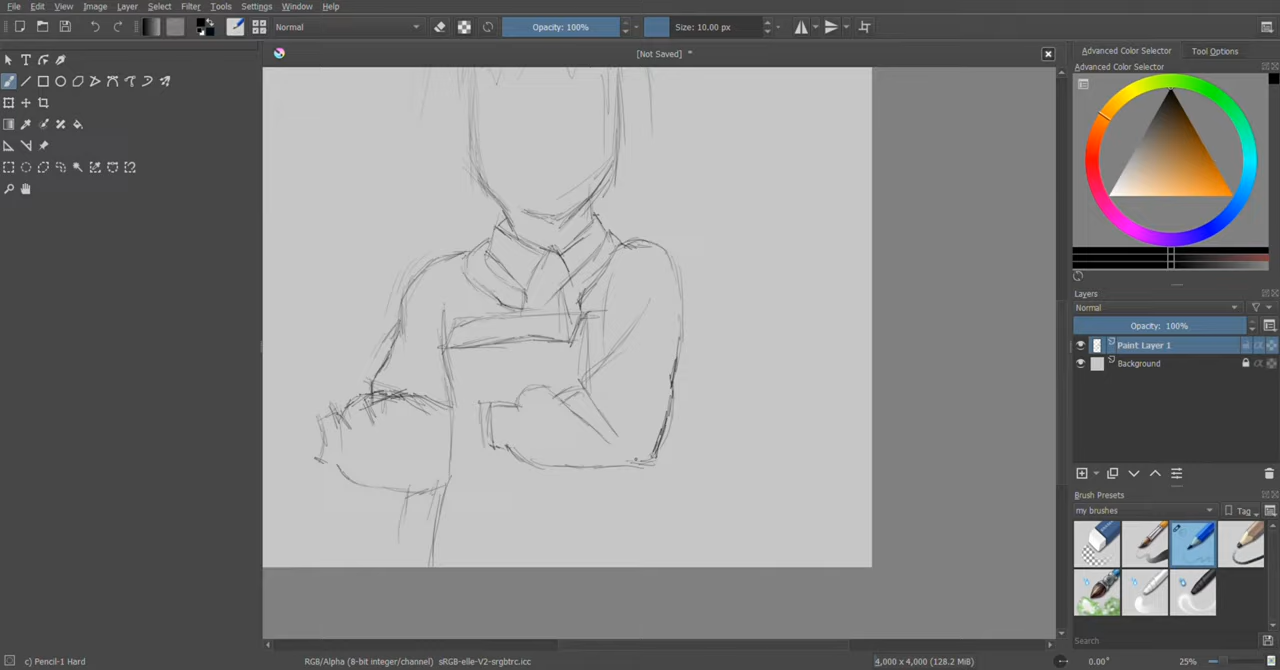 File Edit View Image Layer Select Filter Tools Settings Window Help
Normal Opacity: 100% Size: 10.00 px
[Not Saved] *
Advanced Color Selector Tool Options
Advanced Color Selector
Layers
Normal
Opacity: 100%
Paint Layer 1
Background
Brush Presets
my brushes Tag
Search
c) Pencil-1 Hard RGB/Alpha (8-bit integer/channel) sRGB-elle-V2-srgbtrc.icc 4,000 x 4,000 (128.2 MiB) 0.00° 25%